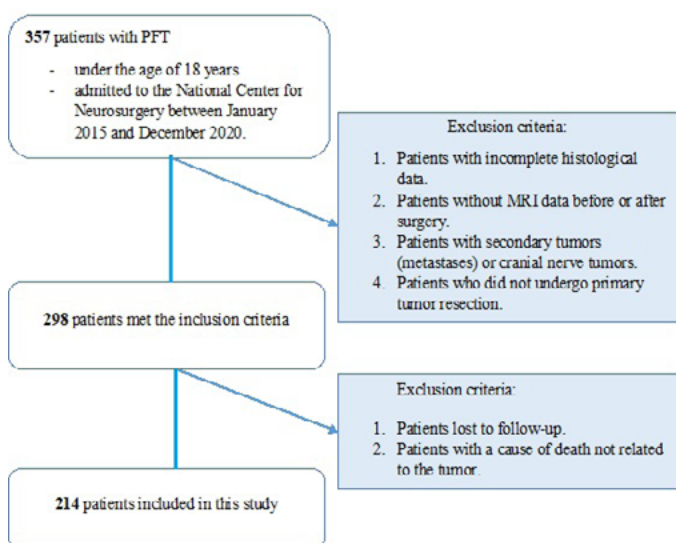 357 patients with PFT
- under the age of 18 years
- admitted to the National Center for
Neurosurgery between January
2015 and December 2020.
Exclusion criteria:
1. Patients with incomplete histological
data.
2. Patients without MRI data before or after
surgery.
3. Patients with secondary tumors
(metastases) or cranial nerve tumors.
4. Patients who did not undergo primary
tumor resection.
298 patients met the inclusion criteria
Exclusion criteria:
1. Patients lost to follow-up.
2. Patients with a cause of death not related
to the tumor.
214 patients included in this study